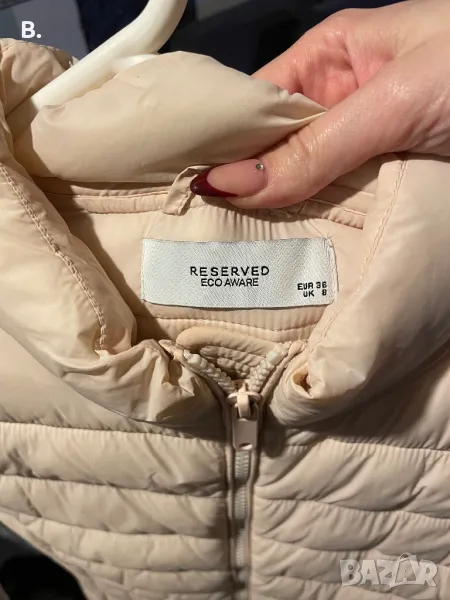 B.
RESERVED
ECO AWARE
EUR 36
UK 8
BAZAR